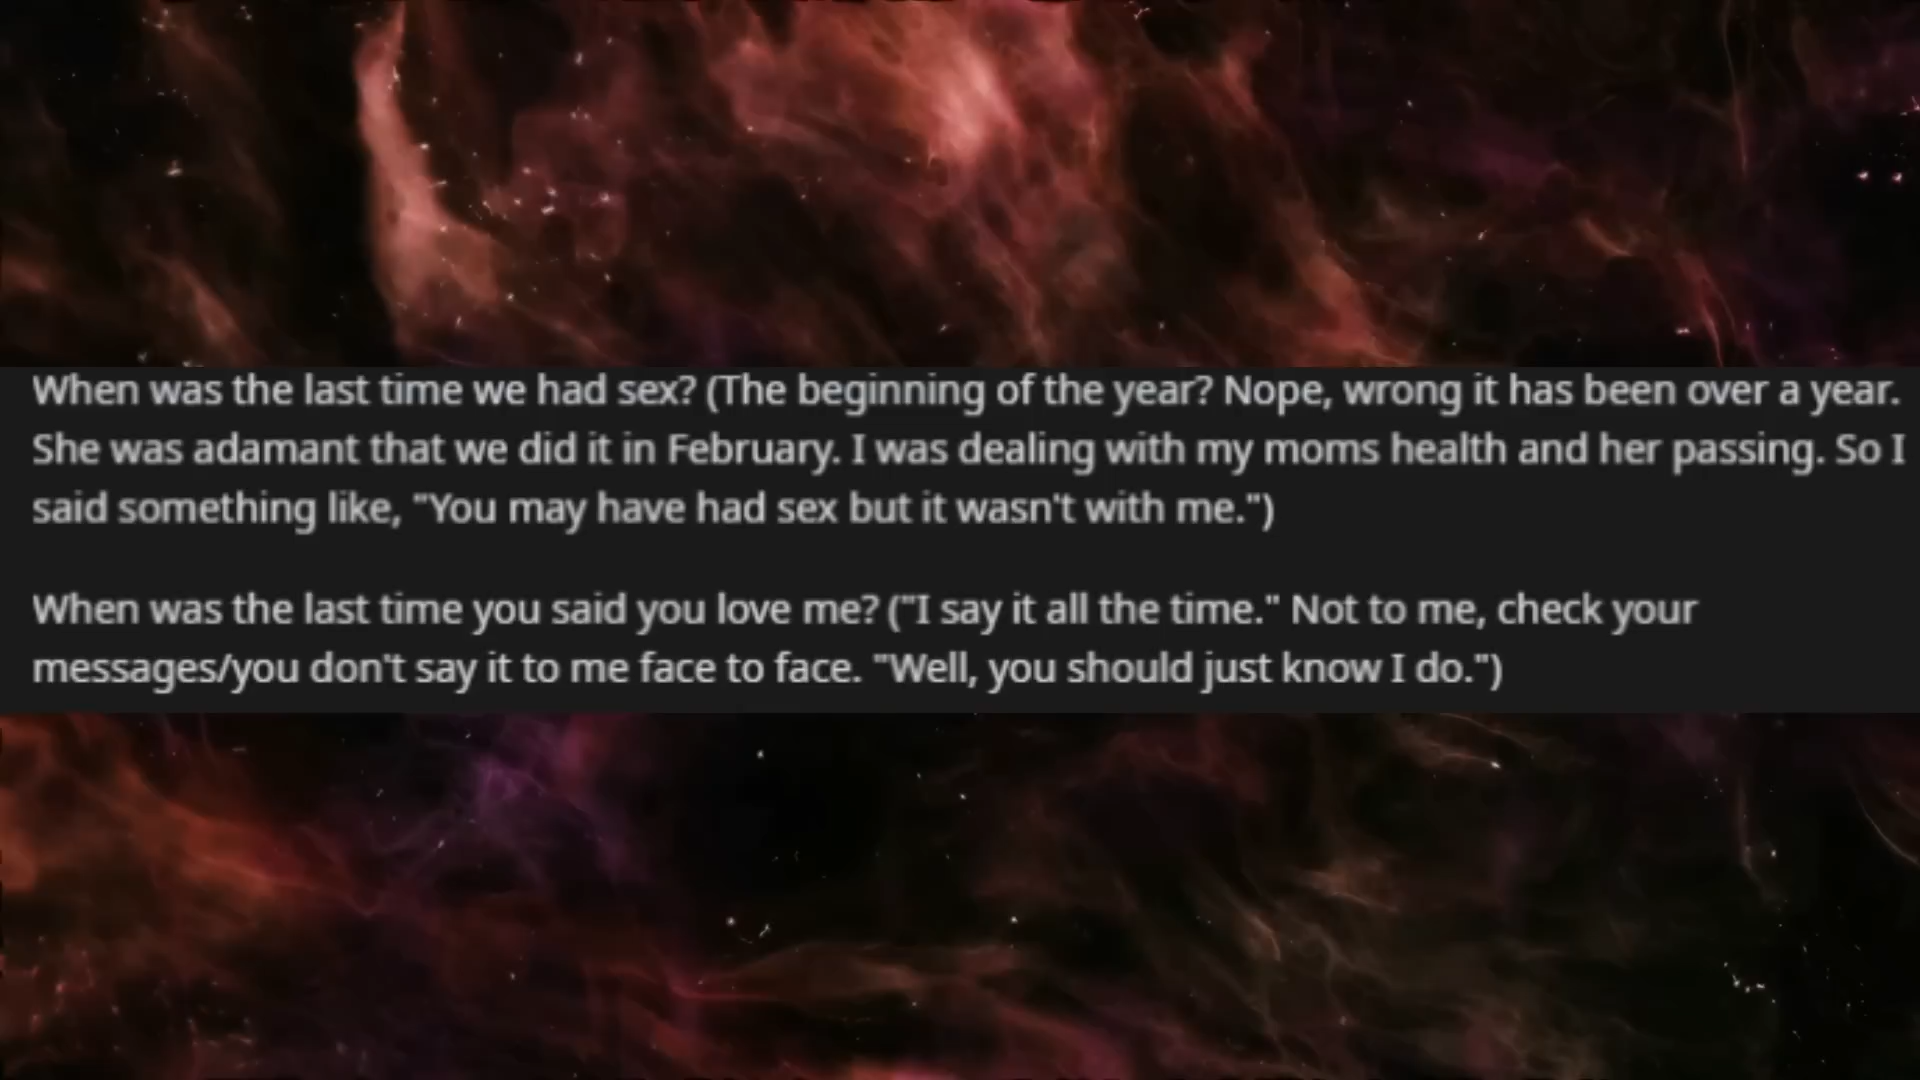 When was the last time we had sex? (The beginning of the year? Nope, wrong it has been over a year.
She was adamant that we did it in February. I was dealing with my moms health and her passing. So I
said something like, "You may have had sex but it wasn't with me.")
When was the last time you said you love me? ("I say it all the time." Not to me, check your
messages/you don't say it to me face to face. "Well, you should just know I do.")